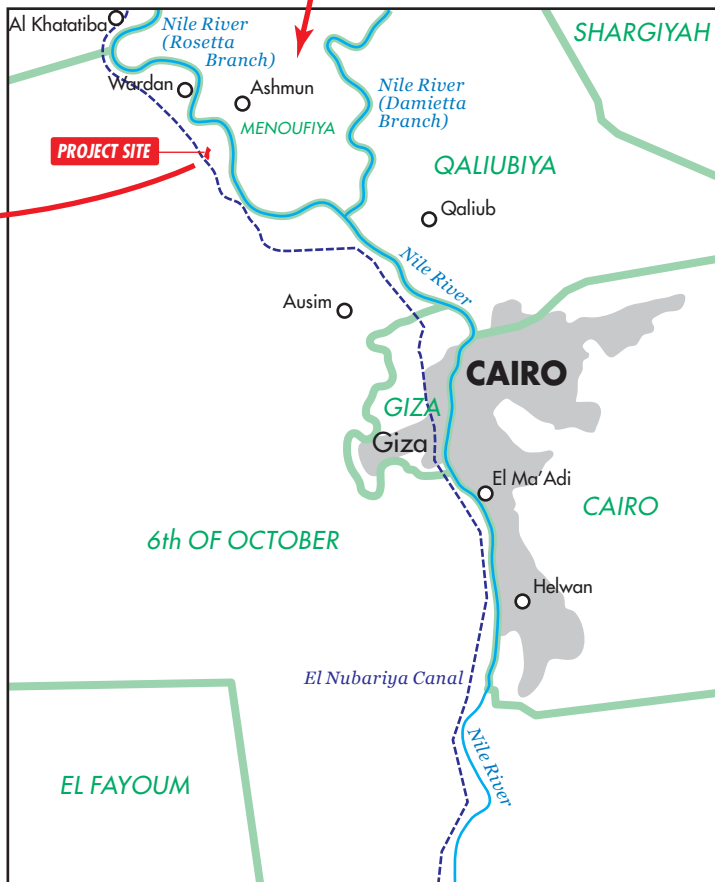 Al Khatatiba
Nile River
(Rosetta
Branch)
SHARGIYAH
Wardan
Ashmun
Nile River
(Damietta
Branch)
MENOUFIYA
PROJECT SITE
QALIUBIYA
Qaliub
Nile River
Ausim
CAIRO
GIZA
Giza
El Ma'Adi
CAIRO
6th OF OCTOBER
Helwan
El Nubariya Canal
Nile River
EL FAYOUM